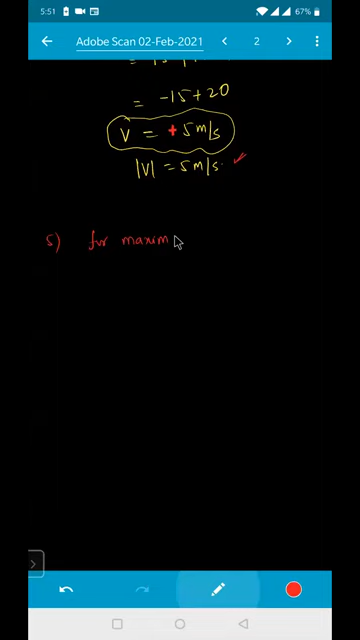 5:51 67%
Adobe Scan 02-Feb-2021 2
= -15 + 20
V = +5 m/s
|V| = 5 m/s.
5) for maxim